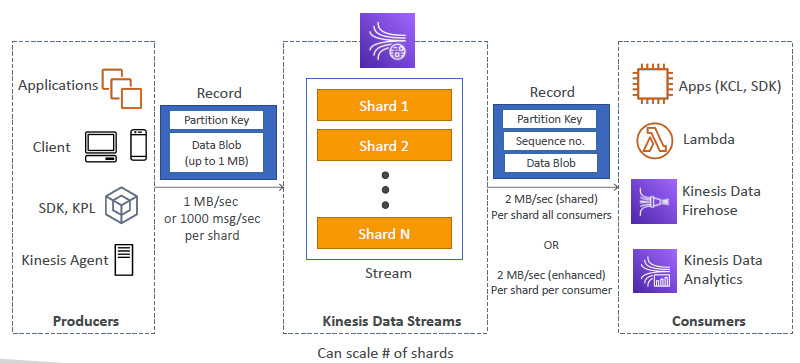 Applications
Client
SDK, KPL
Kinesis Agent
Producers
Record
Partition Key
Data Blob
(up to 1 MB)
1 MB/sec
or 1000 msg/sec
per shard
Shard 1
Shard 2
Shard N
Stream
Kinesis Data Streams
Can scale # of shards
Record
Partition Key
Sequence no.
Data Blob
2 MB/sec (shared)
Per shard all consumers
OR
2 MB/sec (enhanced)
Per shard per consumer
Apps (KCL, SDK)
Lambda
Kinesis Data
Firehose
Kinesis Data
Analytics
Consumers